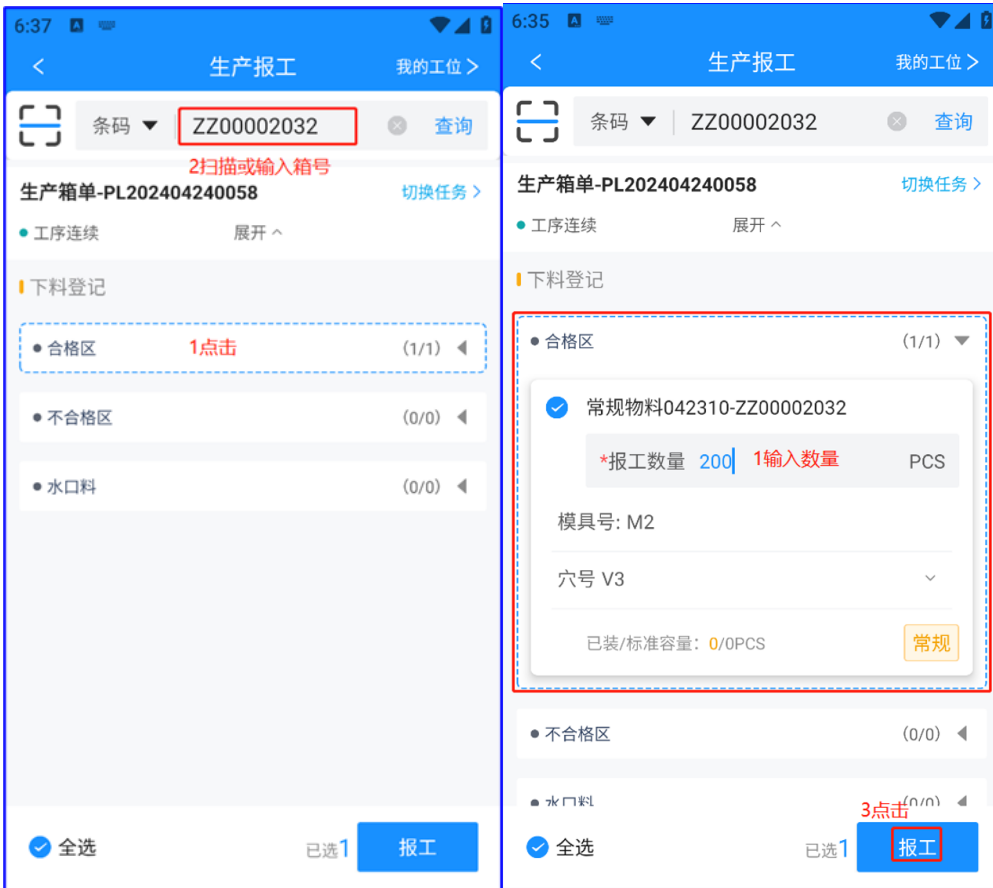 6:37
生产报工
我的工位
条码
ZZ00002032
查询
2扫描或输入箱号
生产箱单-PL202404240058
切换任务
工序连续
展开
下料登记
合格区
1点击
(1/1)
不合格区
(0/0)
水口料
(0/0)
全选
已选1
报工
6:35
生产报工
我的工位
条码
ZZ00002032
查询
生产箱单-PL202404240058
切换任务
工序连续
展开
下料登记
合格区
(1/1)
常规物料042310-ZZ00002032
*报工数量 200
1输入数量
PCS
模具号: M2
穴号 V3
已装/标准容量: 0/0PCS
常规
不合格区
(0/0)
水口料
(0/0)
3点击
全选
已选1
报工